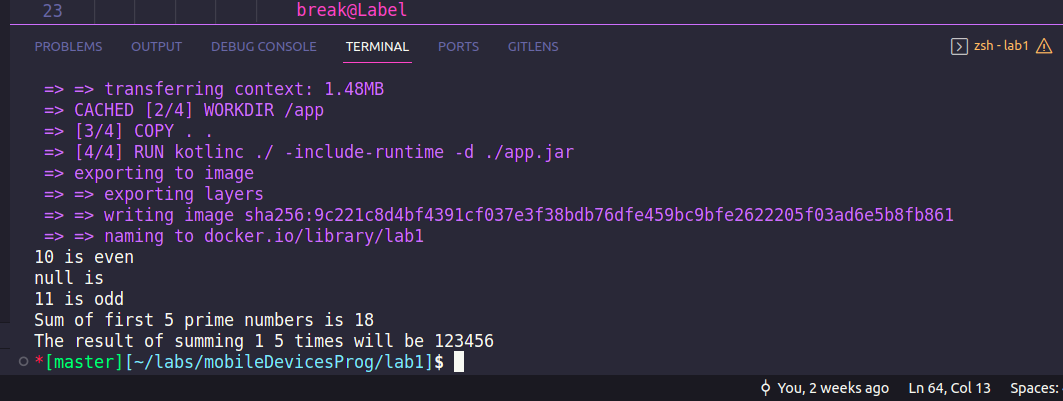 23 break@Label
PROBLEMS OUTPUT DEBUG CONSOLE TERMINAL PORTS GITLENS zsh - lab1
=> => transferring context: 1.48MB
=> CACHED [2/4] WORKDIR /app
=> [3/4] COPY . .
=> [4/4] RUN kotlinc ./ -include-runtime -d ./app.jar
=> exporting to image
=> => exporting layers
=> => writing image sha256:9c221c8d4bf4391cf037e3f38bdb76dfe459bc9bfe2622205f03ad6e5b8fb861
=> => naming to docker.io/library/lab1
10 is even
null is
11 is odd
Sum of first 5 prime numbers is 18
The result of summing 1 5 times will be 123456
*[master][~/labs/mobileDevicesProg/lab1]$
You, 2 weeks ago Ln 64, Col 13 Spaces: